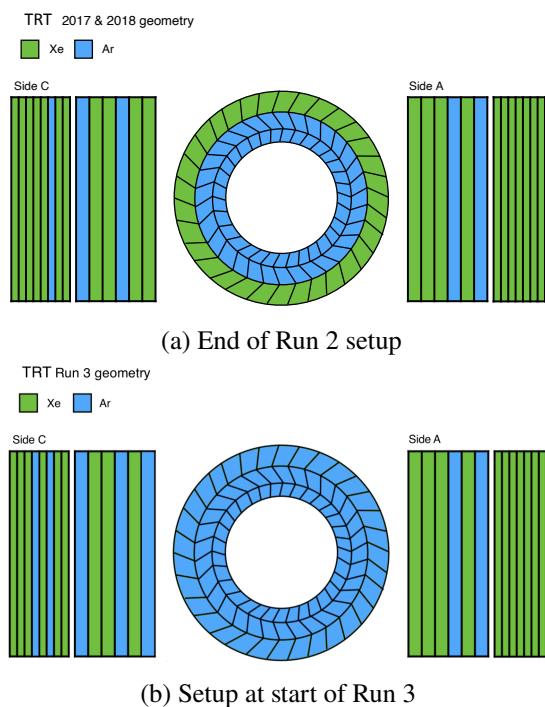 TRT 2017 & 2018 geometry
Xe Ar
Side C
Side A
(a) End of Run 2 setup
TRT Run 3 geometry
Xe Ar
Side C
Side A
(b) Setup at start of Run 3